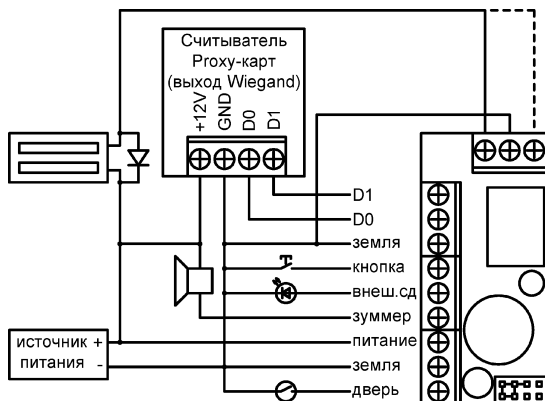 Считыватель
Proxy-карт
(выход Wiegand)
+12V
GND
D0
D1
D1
D0
земля
кнопка
внеш.сд
зуммер
питание
земля
дверь
источник +
питания -